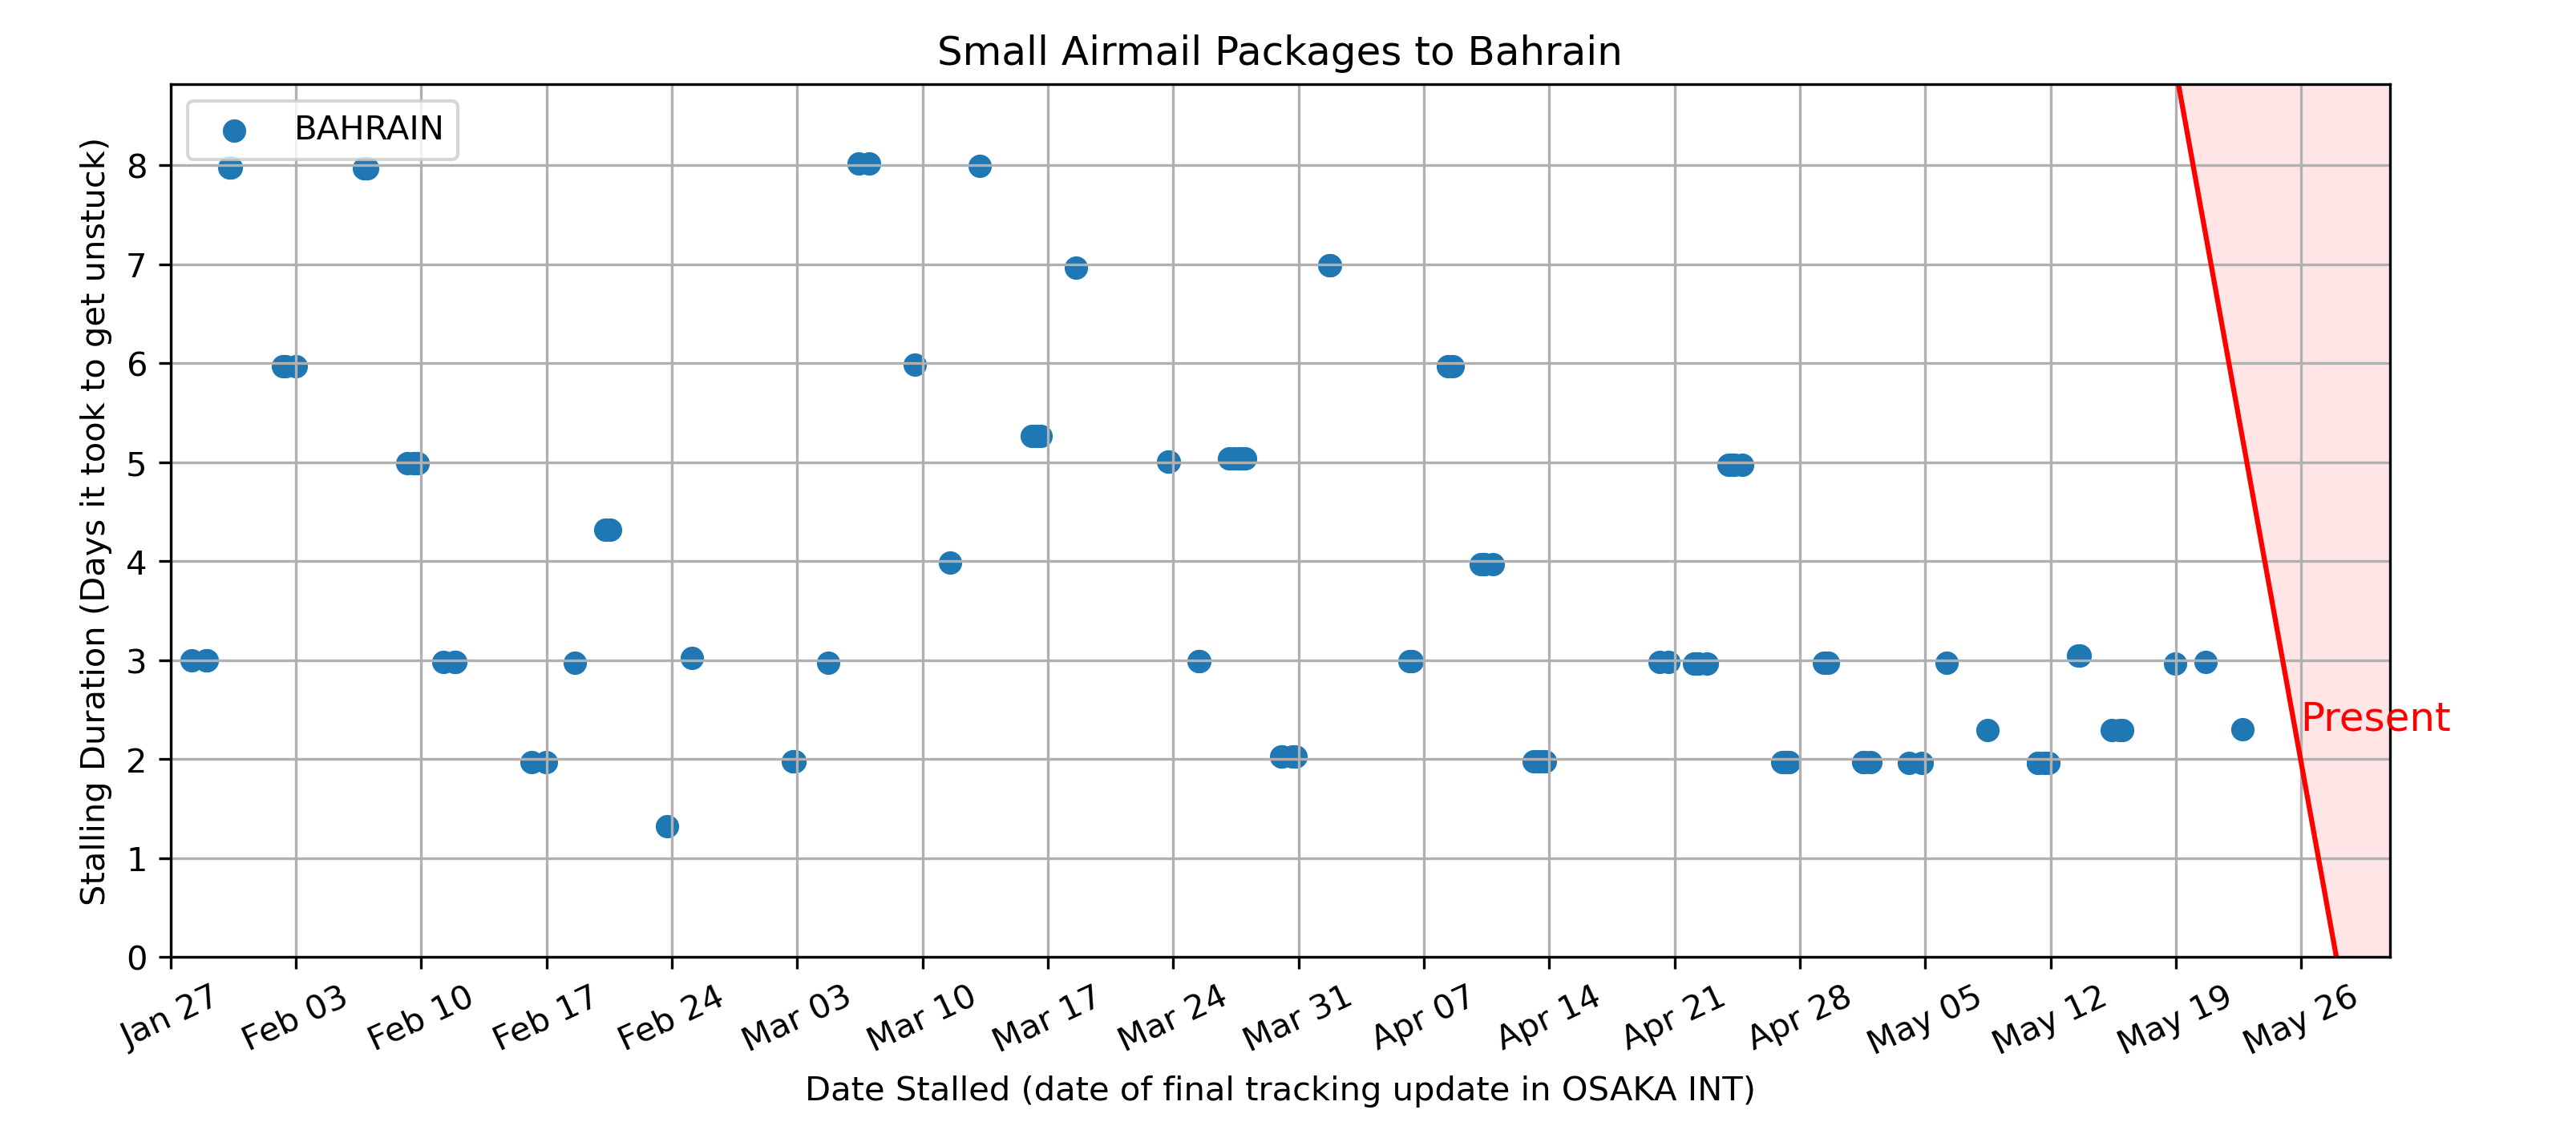 Small Airmail Packages to Bahrain
BAHRAIN
Stalling Duration (Days it took to get unstuck)
8
7
6
5
4
3
2
1
0
Present
Jan 27 Feb 03 Feb 10 Feb 17 Feb 24 Mar 03 Mar 10 Mar 17 Mar 24 Mar 31 Apr 07 Apr 14 Apr 21 Apr 28 May 05 May 12 May 19 May 26
Date Stalled (date of final tracking update in OSAKA INT)